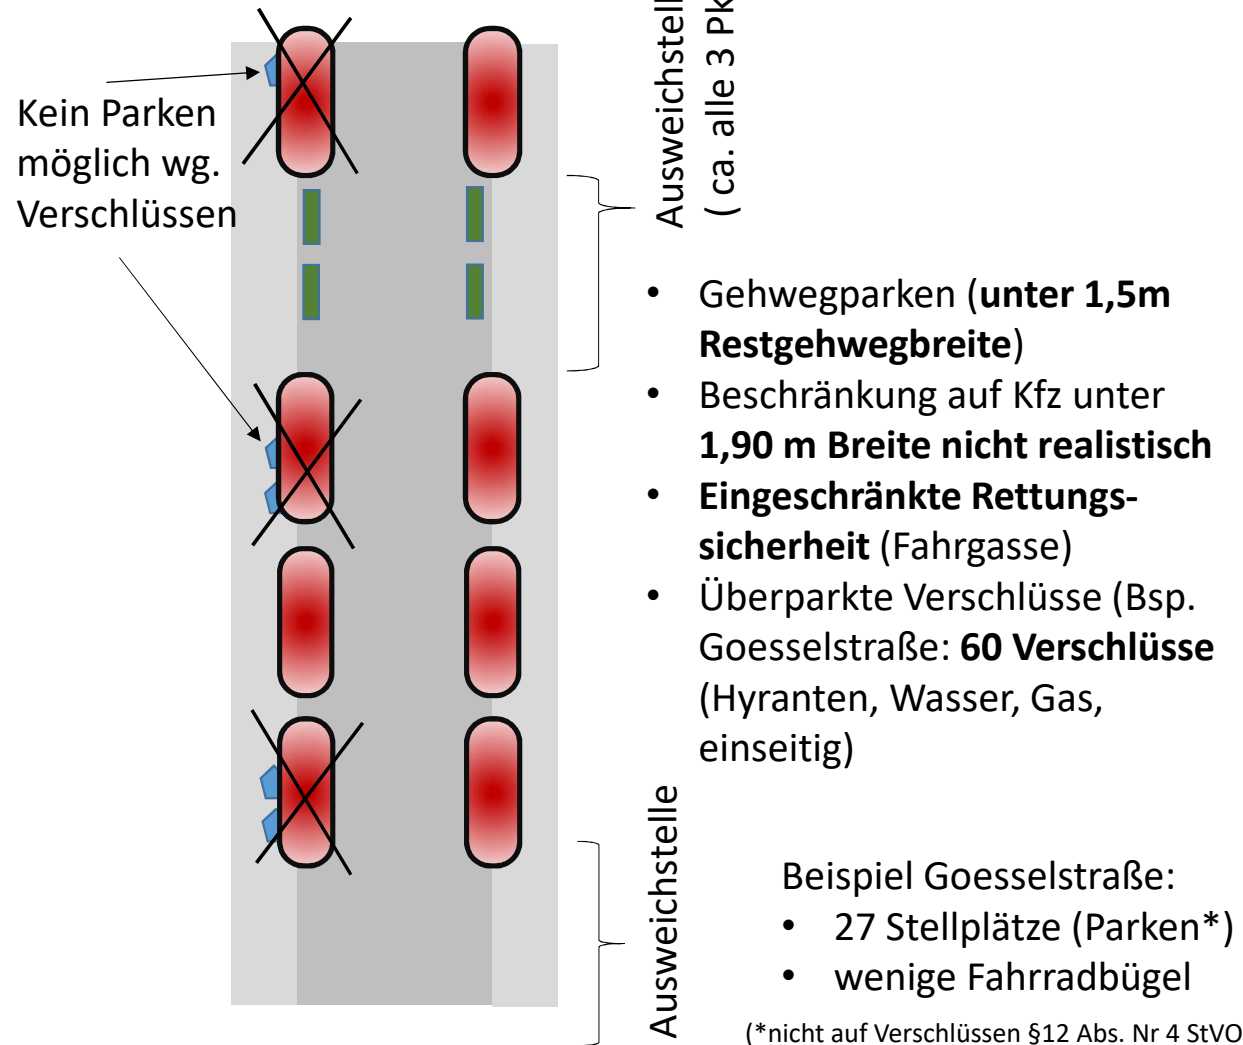 Kein Parken
möglich wg.
Verschlüssen
Ausweichstell
( ca. alle 3 Pk
• Gehwegparken (unter 1,5m
Restgehwegbreite)
• Beschränkung auf Kfz unter
1,90 m Breite nicht realistisch
• Eingeschränkte Rettungs-
sicherheit (Fahrgasse)
• Überparkte Verschlüsse (Bsp.
Goesselstraße: 60 Verschlüsse
(Hyranten, Wasser, Gas,
einseitig)
Ausweichstelle
Beispiel Goesselstraße:
• 27 Stellplätze (Parken*)
• wenige Fahrradbügel
(*nicht auf Verschlüssen §12 Abs. Nr 4 StVO